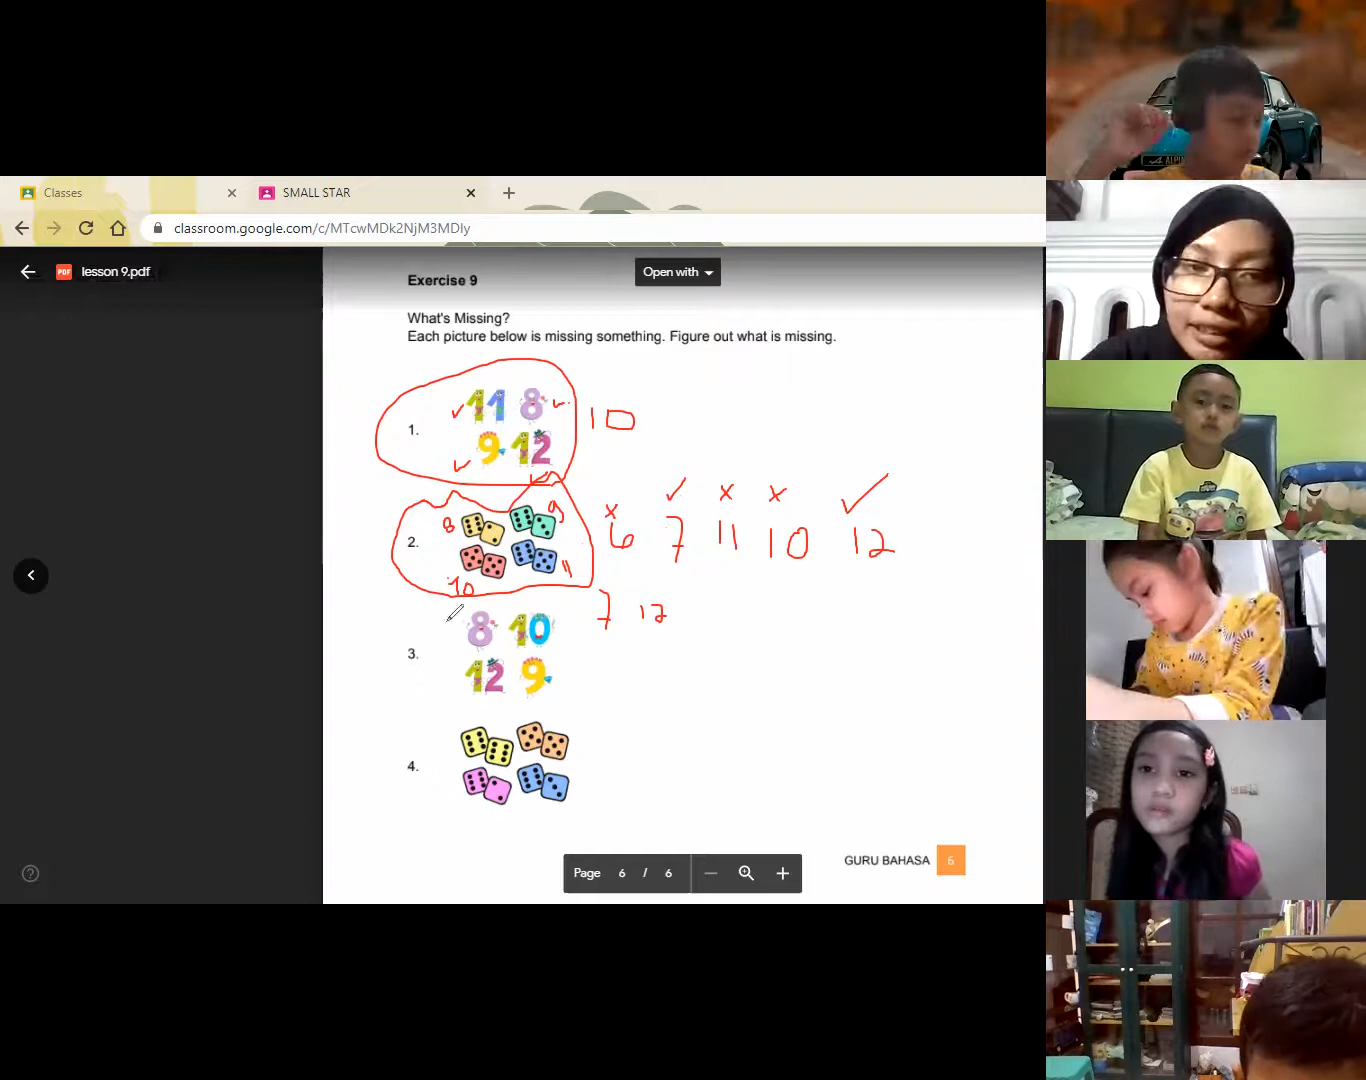 Classes
SMALL STAR
classroom.google.com/c/MTcwMDk2NjM3MDIy
PDF lesson 9.pdf
Open with
Exercise 9
What's Missing?
Each picture below is missing something. Figure out what is missing.
1.
11 8
9 12
10
2.
8
9
10
11
6 7 11 10 12
7 12
3.
8 10
12 9
4.
GURU BAHASA 6
Page 6 / 6